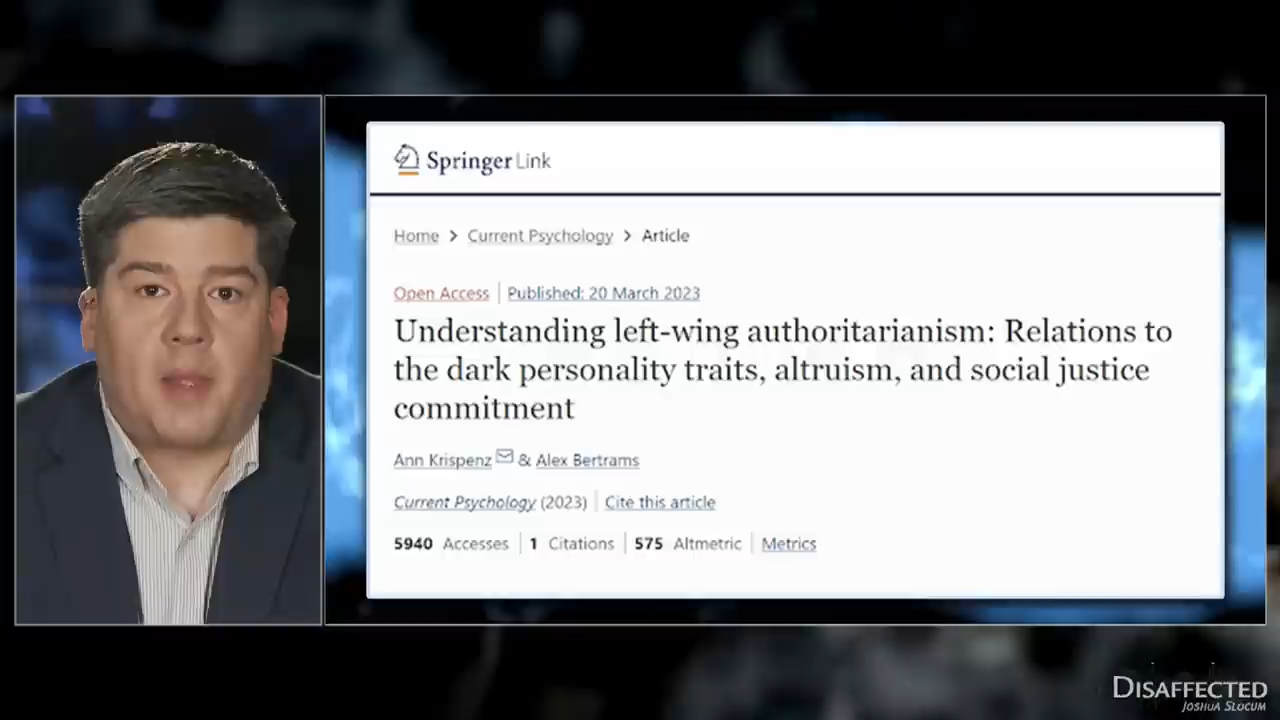 Springer Link
Home > Current Psychology > Article
Open Access | Published: 20 March 2023
Understanding left-wing authoritarianism: Relations to
the dark personality traits, altruism, and social justice
commitment
Ann Krispenz & Alex Bertrams
Current Psychology (2023) | Cite this article
5940 Accesses | 1 Citations | 575 Altmetric | Metrics
DISAFFECTED
JOSHUA SLOCUM